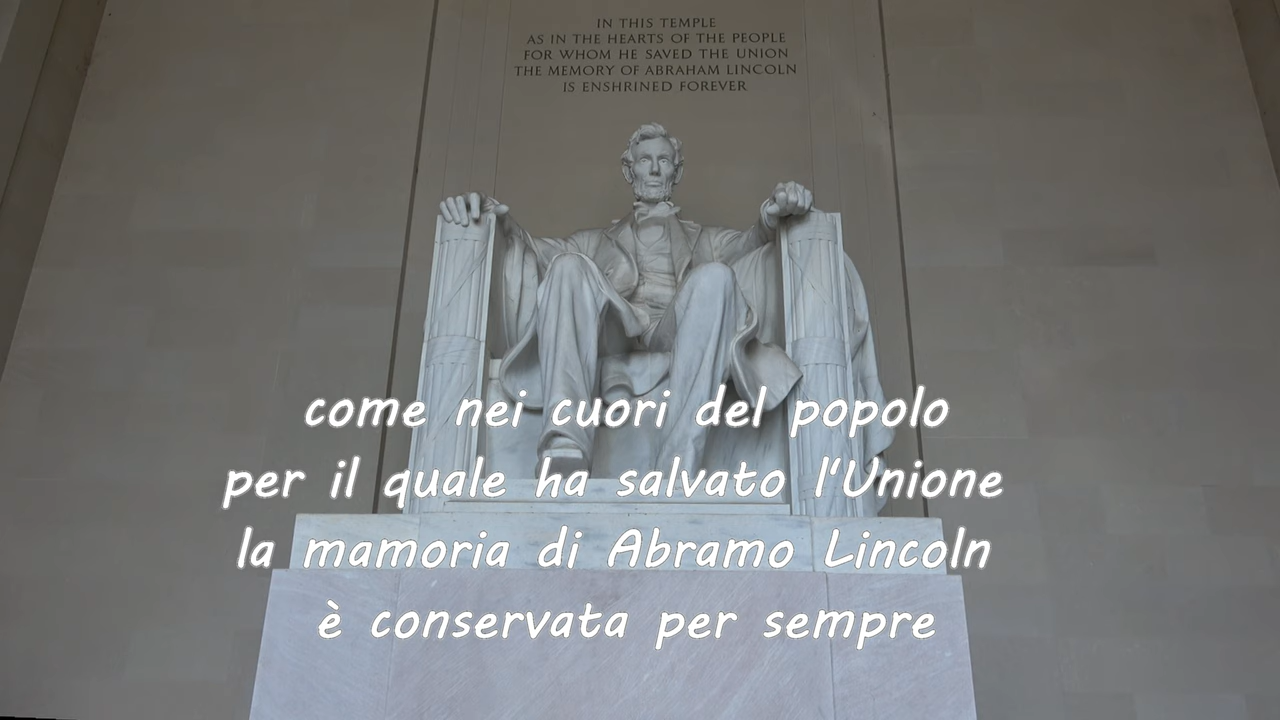 IN THIS TEMPLE
AS IN THE HEARTS OF THE PEOPLE
FOR WHOM HE SAVED THE UNION
THE MEMORY OF ABRAHAM LINCOLN
IS ENSHRINED FOREVER
come nei cuori del popolo
per il quale ha salvato l'Unione
la mamoria di Abramo Lincoln
è conservata per sempre